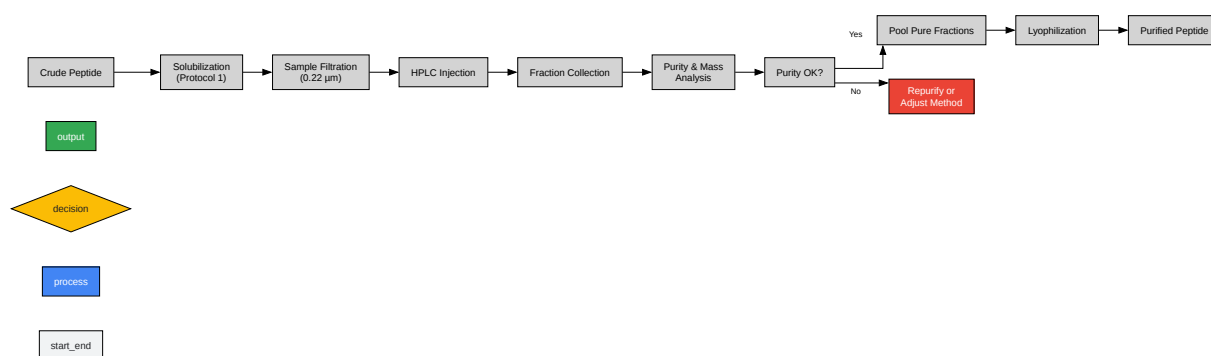 Crude Peptide
Solubilization
(Protocol 1)
Sample Filtration
(0.22 µm)
HPLC Injection
Fraction Collection
Purity & Mass
Analysis
Purity OK?
Yes
Pool Pure Fractions
Lyophilization
Purified Peptide
No
Repurify or
Adjust Method
output
decision
process
start_end